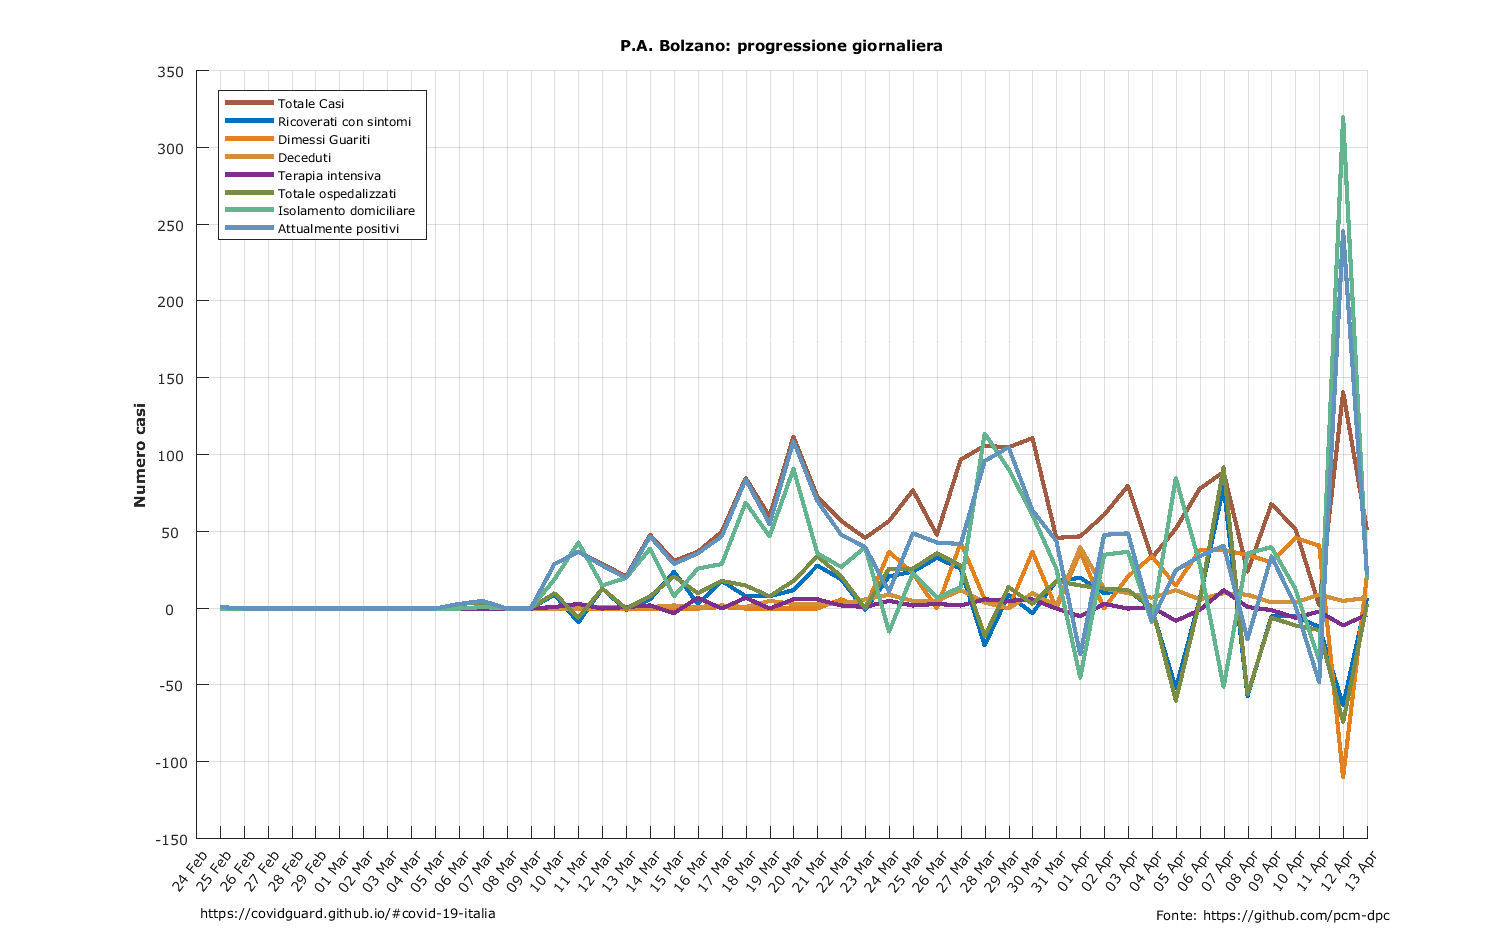 P.A. Bolzano: progressione giornaliera
350
300
250
200
150
100
50
0
-50
-100
-150
Numero casi
Totale Casi
Ricoverati con sintomi
Dimessi Guariti
Deceduti
Terapia intensiva
Totale ospedalizzati
Isolamento domiciliare
Attualmente positivi
24 Feb
25 Feb
26 Feb
27 Feb
28 Feb
29 Feb
01 Mar
02 Mar
03 Mar
04 Mar
05 Mar
06 Mar
07 Mar
08 Mar
09 Mar
10 Mar
11 Mar
12 Mar
13 Mar
14 Mar
15 Mar
16 Mar
17 Mar
18 Mar
19 Mar
20 Mar
21 Mar
22 Mar
23 Mar
24 Mar
25 Mar
26 Mar
27 Mar
28 Mar
29 Mar
30 Mar
31 Mar
01 Apr
02 Apr
03 Apr
04 Apr
05 Apr
06 Apr
07 Apr
08 Apr
09 Apr
10 Apr
11 Apr
12 Apr
13 Apr
https://covidguard.github.io/#covid-19-italia
Fonte: https://github.com/pcm-dpc